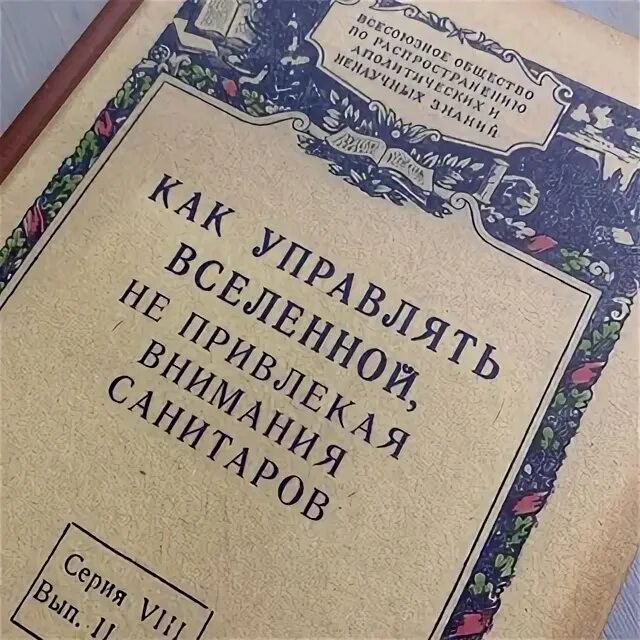 ВСЕСОЮЗНОЕ ОБЩЕСТВО
ПО РАСПРОСТРАНЕНИЮ
АПОЛИТИЧЕСКИХ И
НЕНАУЧНЫХ ЗНАНИЙ
КАК УПРАВЛЯТЬ
ВСЕЛЕННОЙ,
НЕ ПРИВЛЕКАЯ
ВНИМАНИЯ
САНИТАРОВ
Серия VIII
Вып. II